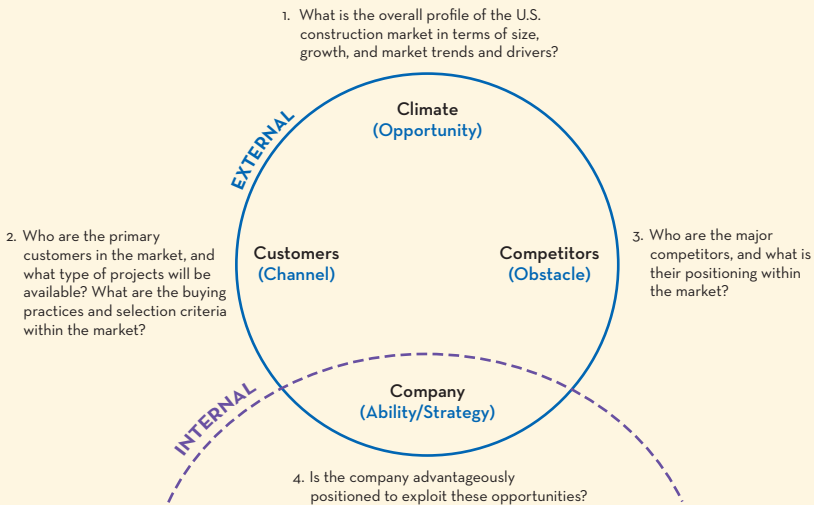 1. What is the overall profile of the U.S.
construction market in terms of size,
growth, and market trends and drivers?
EXTERNAL
Climate
(Opportunity)
2. Who are the primary
customers in the market, and
what type of projects will be
available? What are the buying
practices and selection criteria
within the market?
Customers
(Channel)
Competitors
(Obstacle)
3. Who are the major
competitors, and what is
their positioning within
the market?
INTERNAL
Company
(Ability/Strategy)
4. Is the company advantageously
positioned to exploit these opportunities?